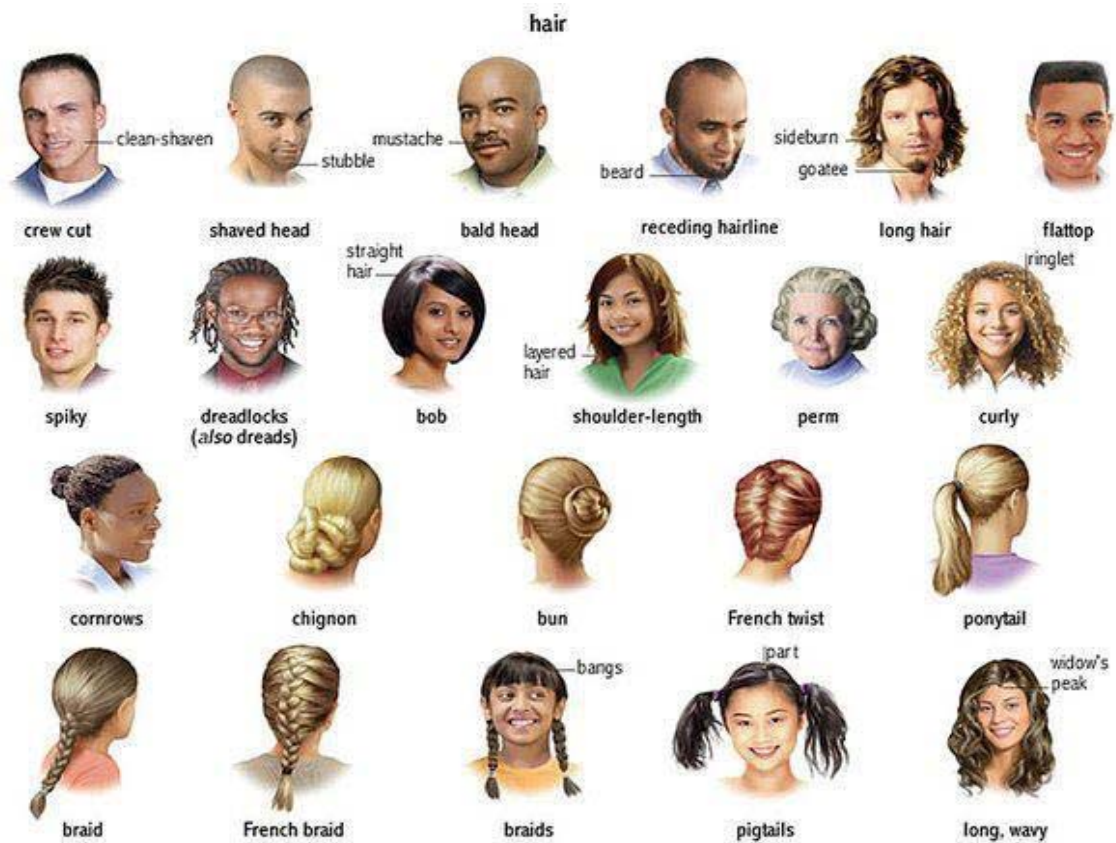 hair
clean-shaven
stubble
mustache
beard
sideburn
goatee
crew cut
shaved head
bald head
receding hairline
long hair
flattop
straight
hair
layered
hair
ringlet
spiky
dreadlocks
(also dreads)
bob
shoulder-length
perm
curly
cornrows
chignon
bun
French twist
ponytail
bangs
part
widow's
peak
braid
French braid
braids
pigtails
long, wavy